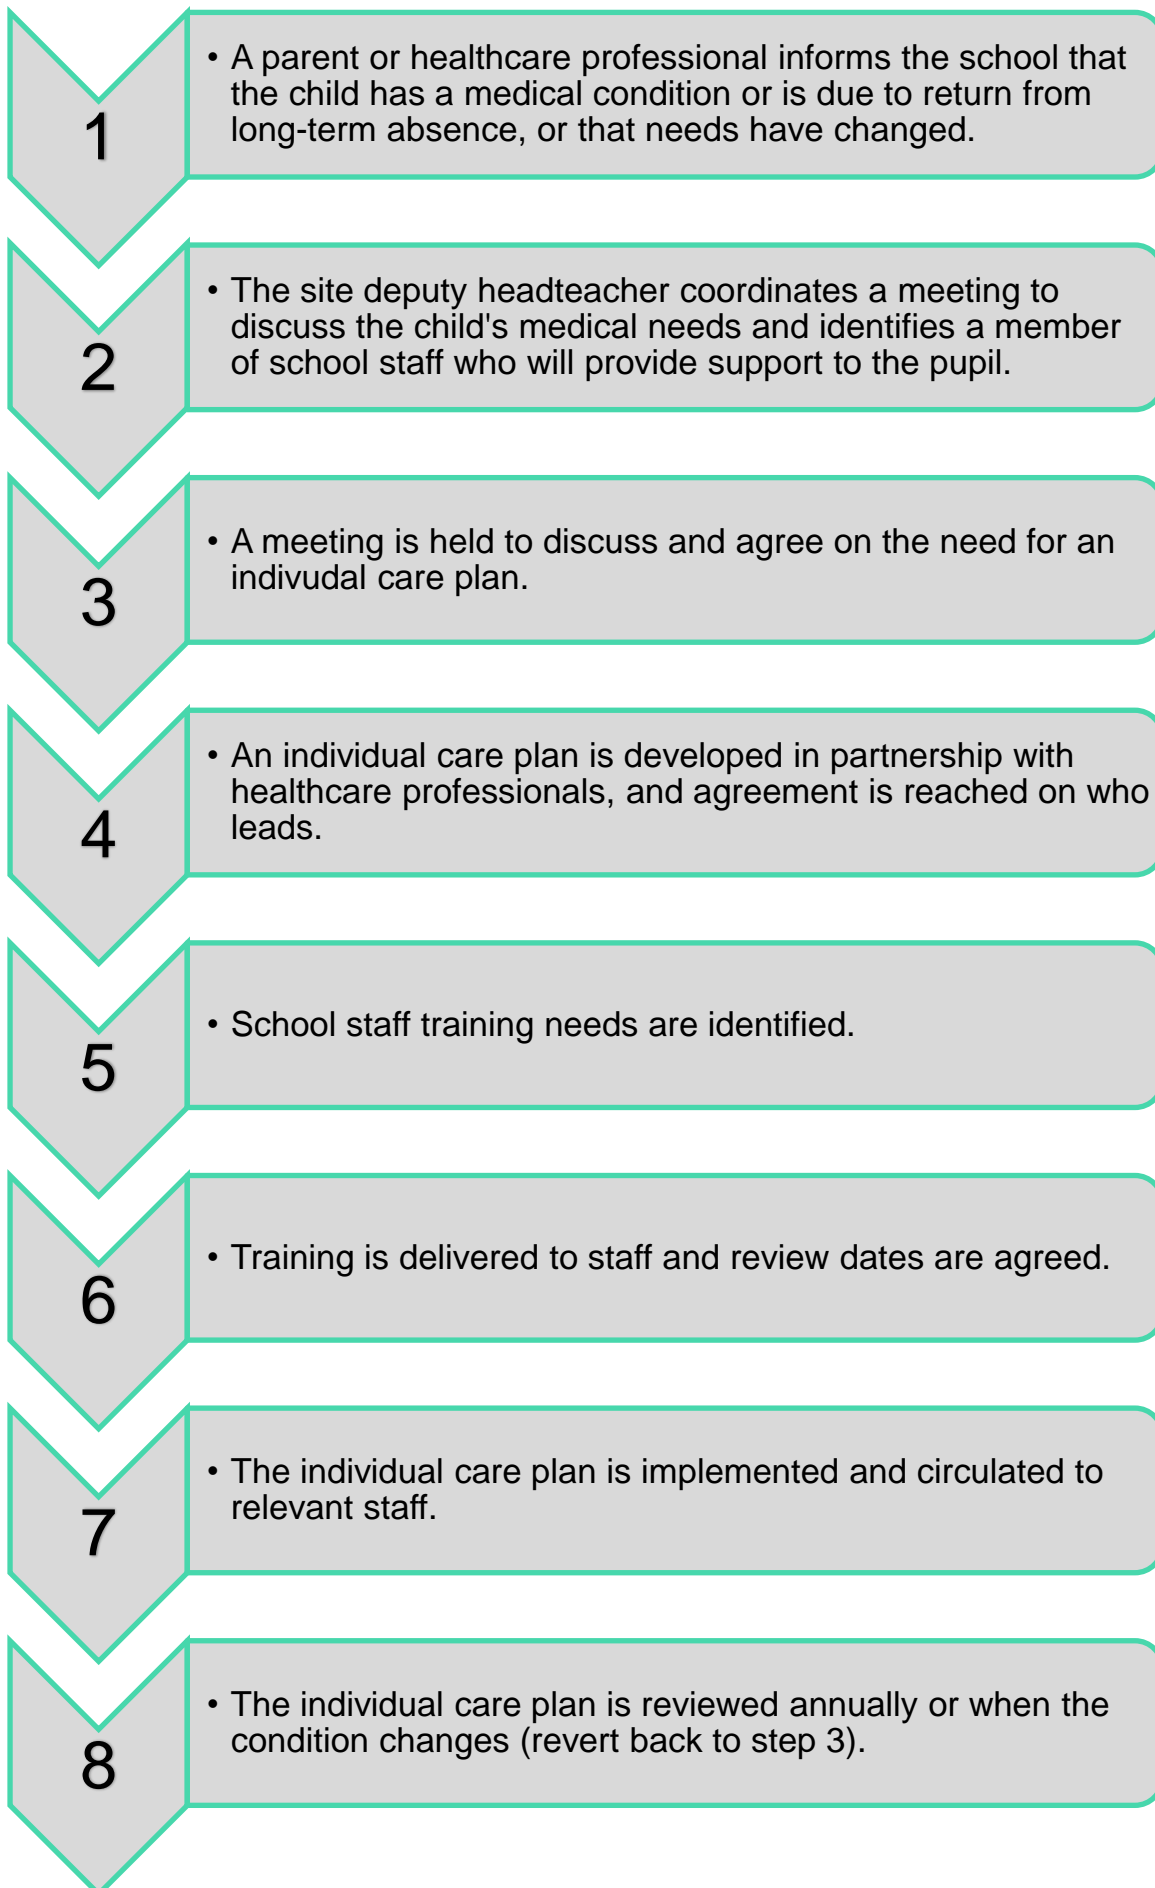 1
• A parent or healthcare professional informs the school that
the child has a medical condition or is due to return from
long-term absence, or that needs have changed.
2
• The site deputy headteacher coordinates a meeting to
discuss the child's medical needs and identifies a member
of school staff who will provide support to the pupil.
3
• A meeting is held to discuss and agree on the need for an
indivudal care plan.
4
• An individual care plan is developed in partnership with
healthcare professionals, and agreement is reached on who
leads.
5
• School staff training needs are identified.
6
• Training is delivered to staff and review dates are agreed.
7
• The individual care plan is implemented and circulated to
relevant staff.
8
• The individual care plan is reviewed annually or when the
condition changes (revert back to step 3).